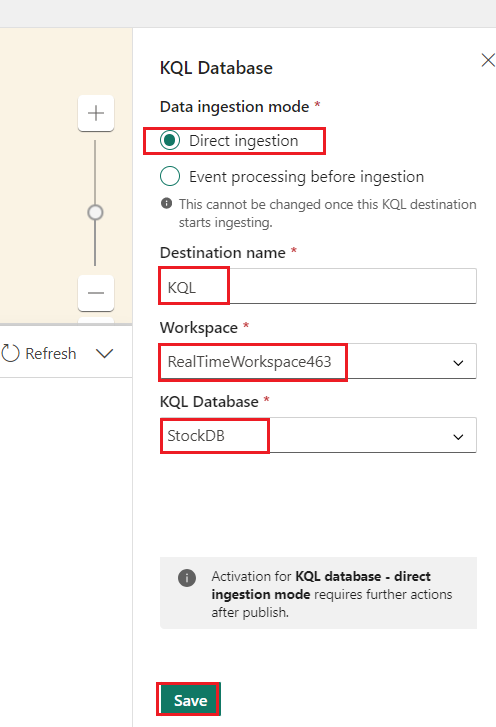 KQL Database
Data ingestion mode *
Direct ingestion
Event processing before ingestion
This cannot be changed once this KQL destination
starts ingesting.
Destination name *
KQL
Workspace *
Refresh
RealTimeWorkspace463
KQL Database *
StockDB
Activation for KQL database - direct
ingestion mode requires further actions
after publish.
Save